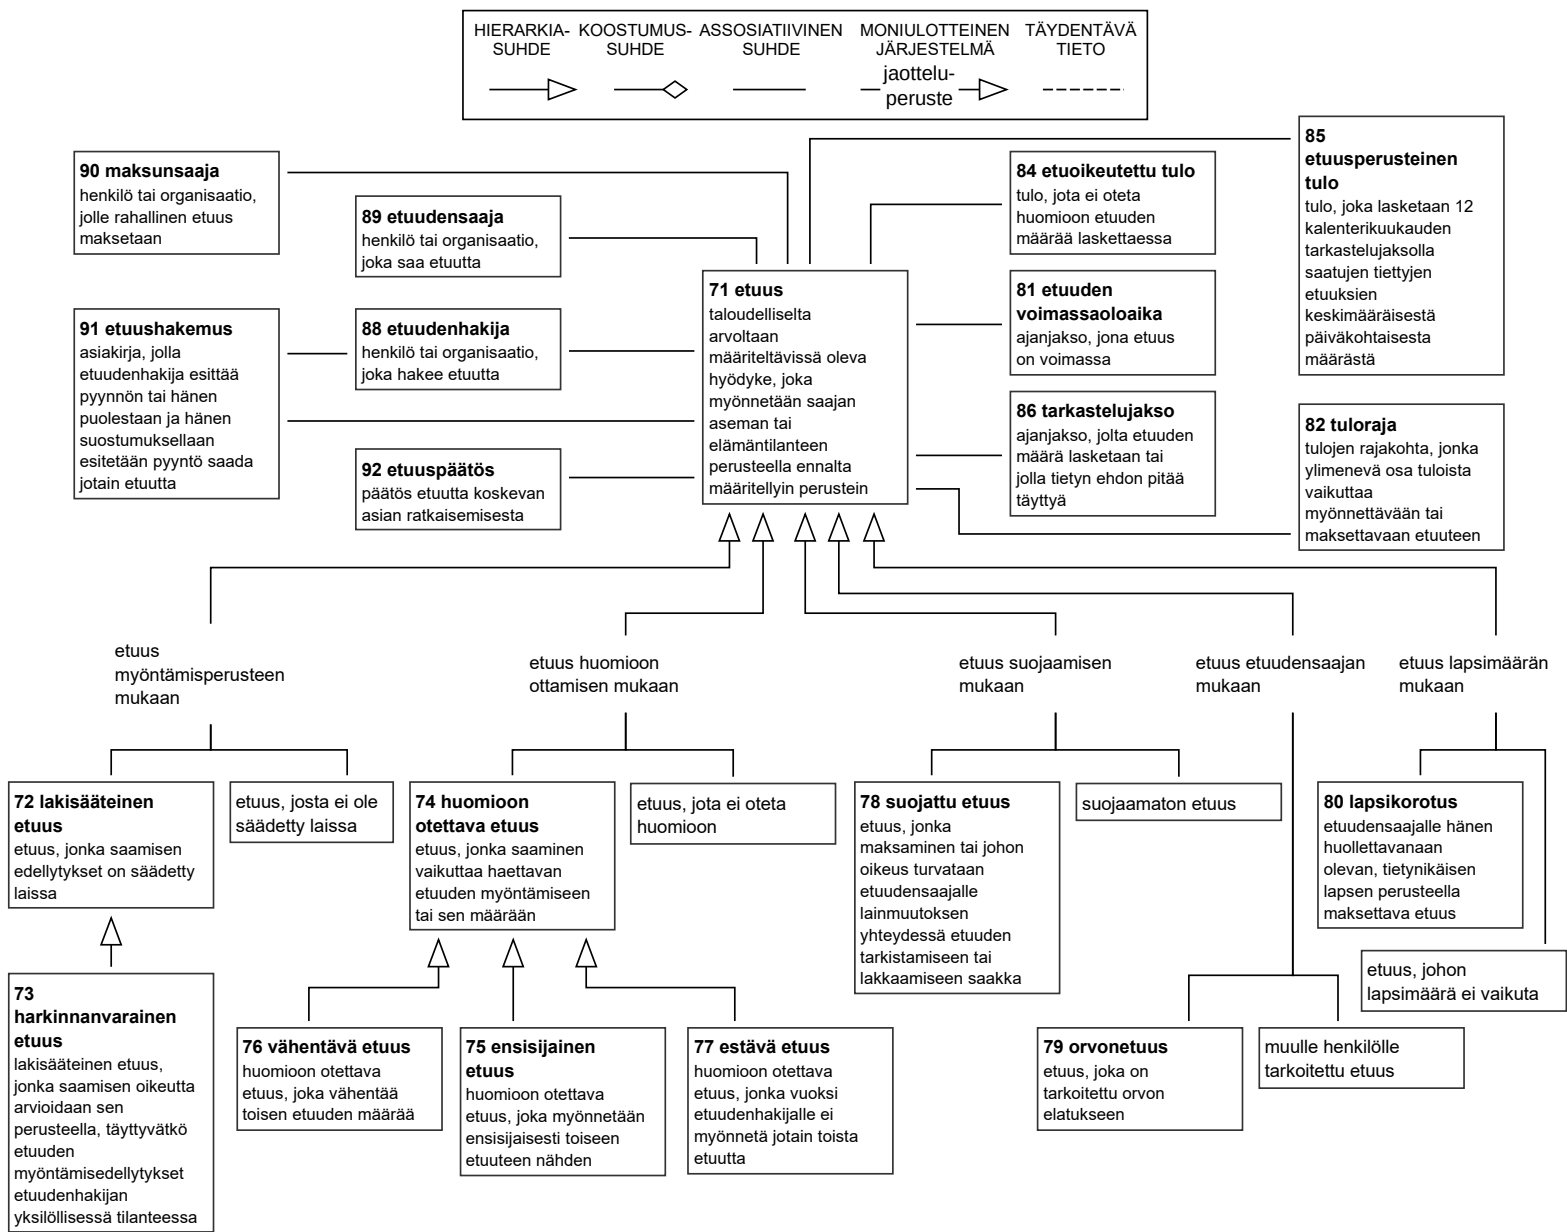 HIERARKIA-
SUHDE
KOOSTUMUS-
SUHDE
ASSOSIATIIVINEN
SUHDE
MONIULOTTEINEN
JÄRJESTELMÄ
TÄYDENTÄVÄ
TIETO
jaottelu-
peruste
90 maksunsaaja
henkilö tai organisaatio,
jolle rahallinen etuus
maksetaan
89 etuudensaaja
henkilö tai organisaatio,
joka saa etuutta
84 etuoikeutettu tulo
tulo, jota ei oteta
huomioon etuuden
määrää laskettaessa
85
etuusperusteinen
tulo
tulo, joka lasketaan 12
kalenterikuukauden
tarkastelujaksolla
saatujen tiettyjen
etuuksien
keskimääräisestä
päiväkohtaisesta
määrästä
91 etuushakemus
asiakirja, jolla
etuudenhakija esittää
pyynnön tai hänen
puolestaan ja hänen
suostumuksellaan
esitetään pyyntö saada
jotain etuutta
88 etuudenhakija
henkilö tai organisaatio,
joka hakee etuutta
92 etuuspäätös
päätös etuutta koskevan
asian ratkaisemisesta
71 etuus
taloudelliselta
arvoltaan
määriteltävissä oleva
hyödyke, joka
myönnetään saajan
aseman tai
elämäntilanteen
perusteella ennalta
määritellyin perustein
81 etuuden
voimassaoloaika
ajanjakso, jona etuus
on voimassa
86 tarkastelujakso
ajanjakso, jolta etuuden
määrä lasketaan tai
jolla tietyn ehdon pitää
täyttyä
82 tuloraja
tulojen rajakohta, jonka
ylimenevä osa tuloista
vaikuttaa
myönnettävään tai
maksettavaan etuuteen
etuus
myöntämisperusteen
mukaan
etuus huomioon
ottamisen mukaan
etuus suojaamisen
mukaan
etuus etuudensaajan
mukaan
etuus lapsimäärän
mukaan
72 lakisääteinen
etuus
etuus, jonka saamisen
edellytykset on säädetty
laissa
etuus, josta ei ole
säädetty laissa
74 huomioon
otettava etuus
etuus, jonka saaminen
vaikuttaa haettavan
etuuden myöntämiseen
tai sen määrään
etuus, jota ei oteta
huomioon
78 suojattu etuus
etuus, jonka
maksaminen tai johon
oikeus turvataan
etuudensaajalle
lainmuutoksen
yhteydessä etuuden
tarkistamiseen tai
lakkaamiseen saakka
suojaamaton etuus
80 lapsikorotus
etuudensaajalle hänen
huollettavanaan
olevan, tietynikäisen
lapsen perusteella
maksettava etuus
etuus, johon
lapsimäärä ei vaikuta
73
harkinnanvarainen
etuus
lakisääteinen etuus,
jonka saamisen oikeutta
arvioidaan sen
perusteella, täyttyvätkö
etuuden
myöntämisedellytykset
etuudenhakijan
yksilöllisessä tilanteessa
76 vähentävä etuus
huomioon otettava
etuus, joka vähentää
toisen etuuden määrää
75 ensisijainen
etuus
huomioon otettava
etuus, joka myönnetään
ensisijaisesti toiseen
etuuteen nähden
77 estävä etuus
huomioon otettava
etuus, jonka vuoksi
etuudenhakijalle ei
myönnetä jotain toista
etuutta
79 orvonetuus
etuus, joka on
tarkoitettu orvon
elatukseen
muulle henkilölle
tarkoitettu etuus